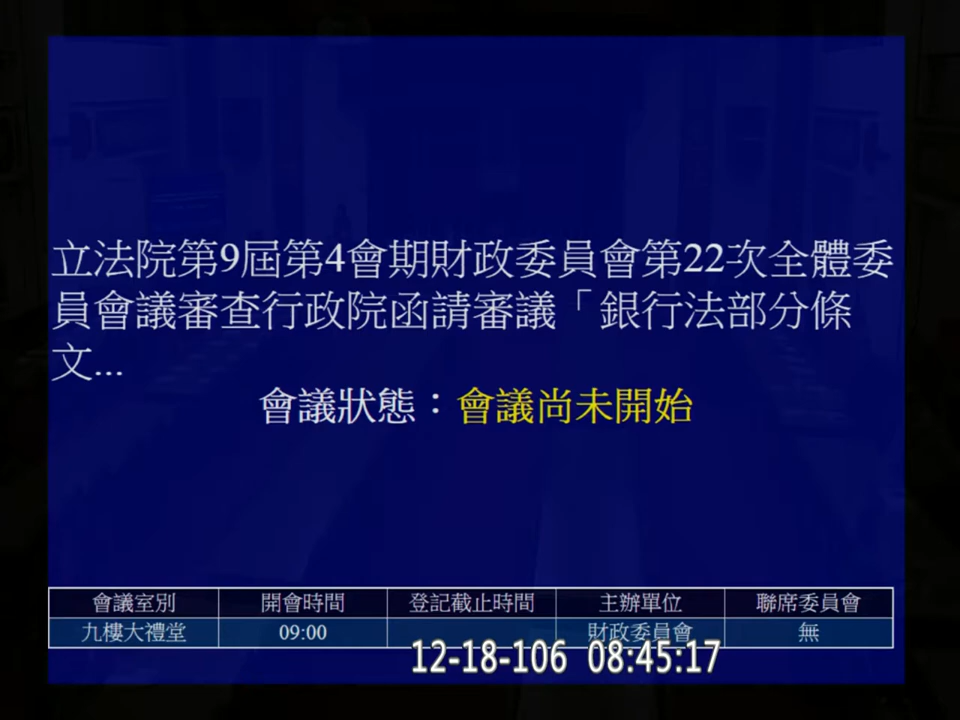 立法院第9屆第4會期財政委員會第22次全體委
員會議審查行政院函請審議「銀行法部分條
文...
會議狀態：會議尚未開始
會議室別 開會時間 登記截止時間 主辦單位 聯席委員會
九樓大禮堂 09:00 財政委員會 無
12-18-106 08:45:17